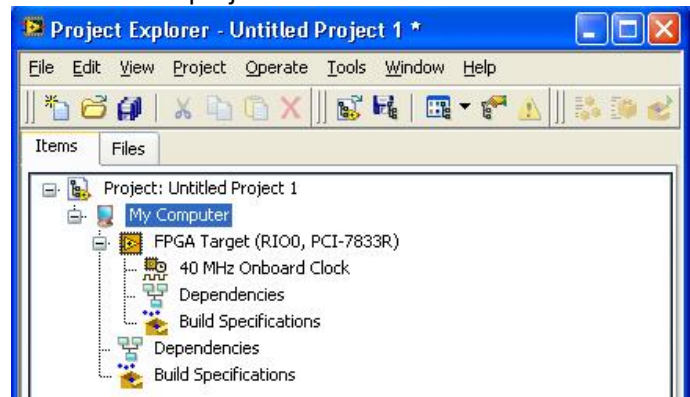 Project Explorer - Untitled Project 1 *
File Edit View Project Operate Tools Window Help
Items Files
Project: Untitled Project 1
My Computer
FPGA Target (RIO0, PCI-7833R)
40 MHz Onboard Clock
Dependencies
Build Specifications
Dependencies
Build Specifications